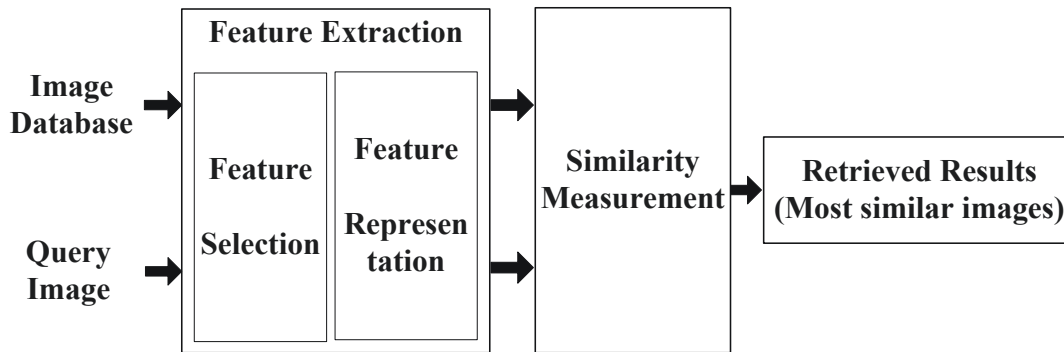 Feature Extraction
Image
Database
Query
Image
Feature
Selection
Feature
Represen
tation
Similarity
Measurement
Retrieved Results
(Most similar images)